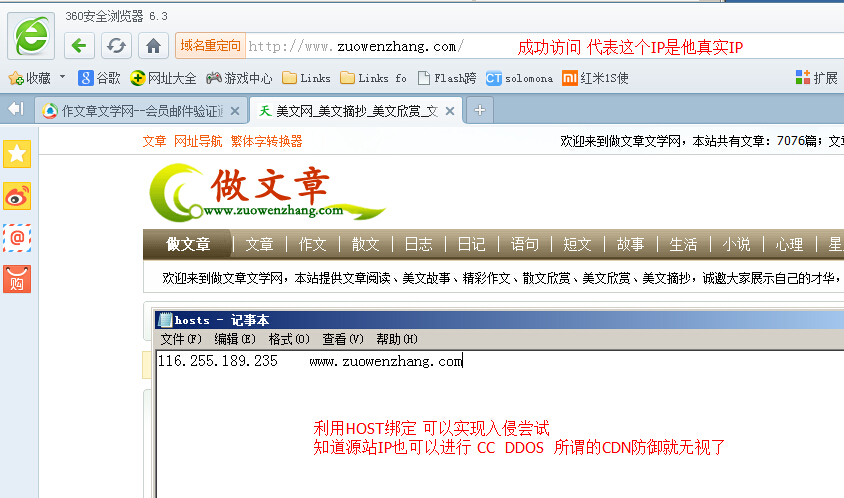 360安全浏览器 6.3
域名重定向 http://www.zuowenzhang.com/
成功访问 代表这个IP是他真实IP
收藏 谷歌 网址大全 游戏中心 Links Links fo Flash跨 CT solomona 红米1S使 扩展
作文章文学网--会员邮件验证 美文网_美文摘抄_美文欣赏_文
文章 网址导航 繁体字转换器 欢迎来到做文章文学网，本站共有文章：7076篇；文
做文章
www.zuowenzhang.com
做文章 文章 作文 散文 日志 日记 语句 短文 故事 生活 小说 心理 星
欢迎来到做文章文学网，本站提供文章阅读、美文故事、精彩作文、散文欣赏、美文欣赏、美文摘抄，诚邀大家展示自己的才华，
购
hosts - 记事本
文件(F) 编辑(E) 格式(O) 查看(V) 帮助(H)
116.255.189.235 www.zuowenzhang.com
利用HOST绑定 可以实现入侵尝试
知道源站IP也可以进行 CC DDOS 所谓的CDN防御就无视了